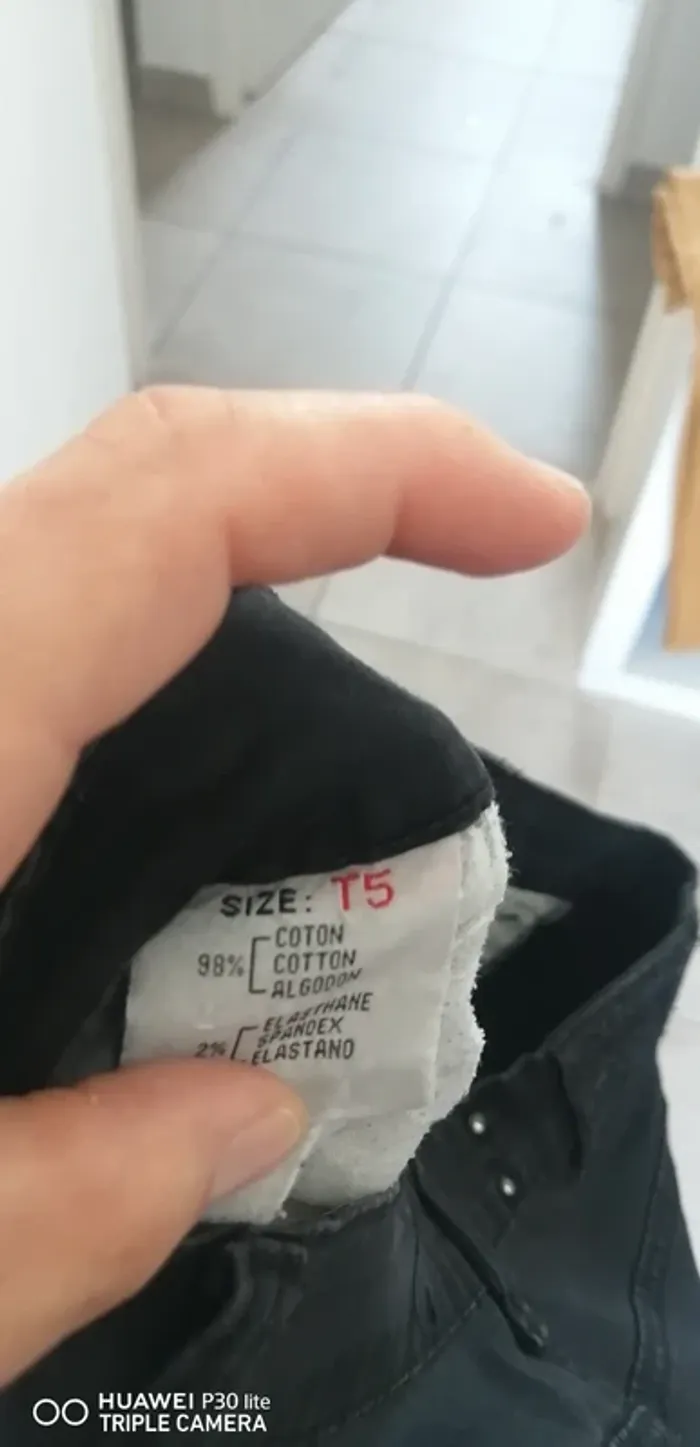 SIZE: T5
COTON
98% COTTON
ALGODON
ELASTHANE
2% SPANDEX
ELASTANO
HUAWEI P30 lite
TRIPLE CAMERA